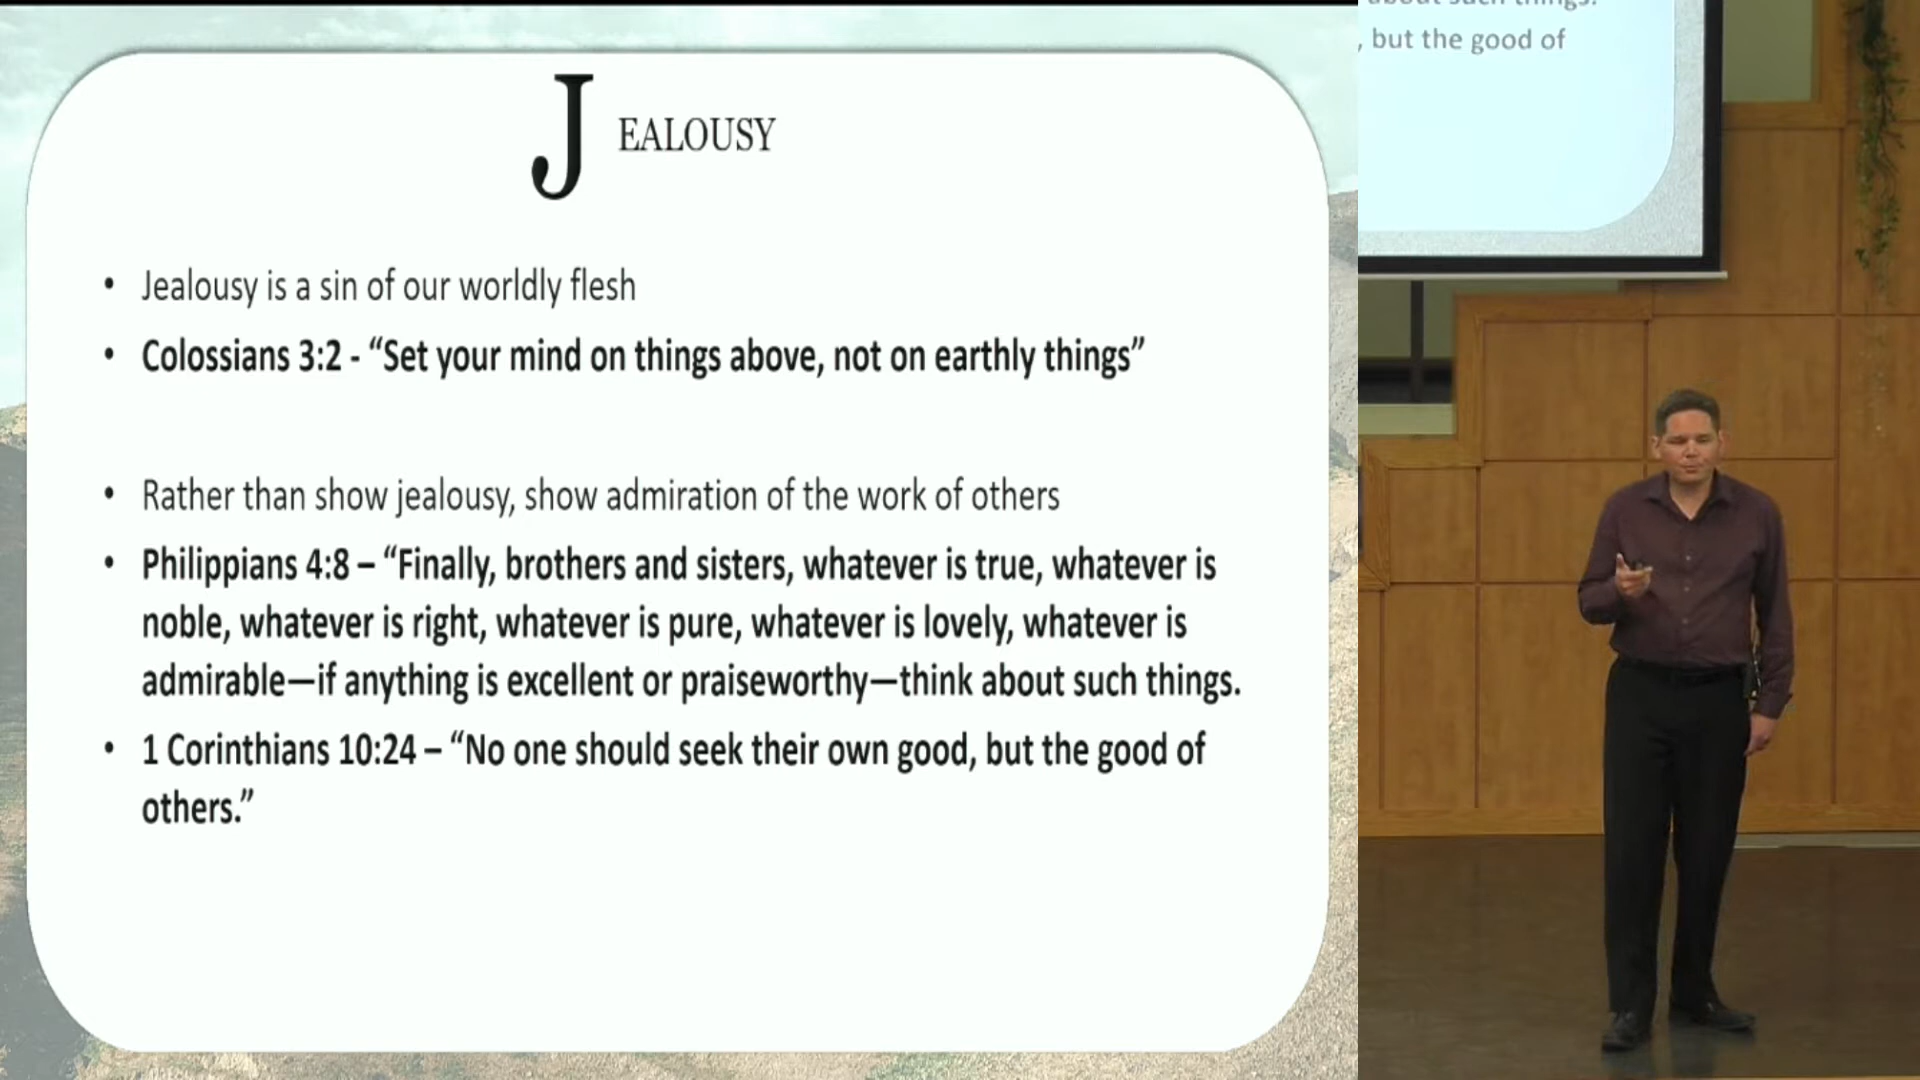 JEALOUSY
• Jealousy is a sin of our worldly flesh
• Colossians 3:2 - “Set your mind on things above, not on earthly things”
• Rather than show jealousy, show admiration of the work of others
• Philippians 4:8 – “Finally, brothers and sisters, whatever is true, whatever is
noble, whatever is right, whatever is pure, whatever is lovely, whatever is
admirable—if anything is excellent or praiseworthy—think about such things.
• 1 Corinthians 10:24 – “No one should seek their own good, but the good of
others.”
about such things.
, but the good of